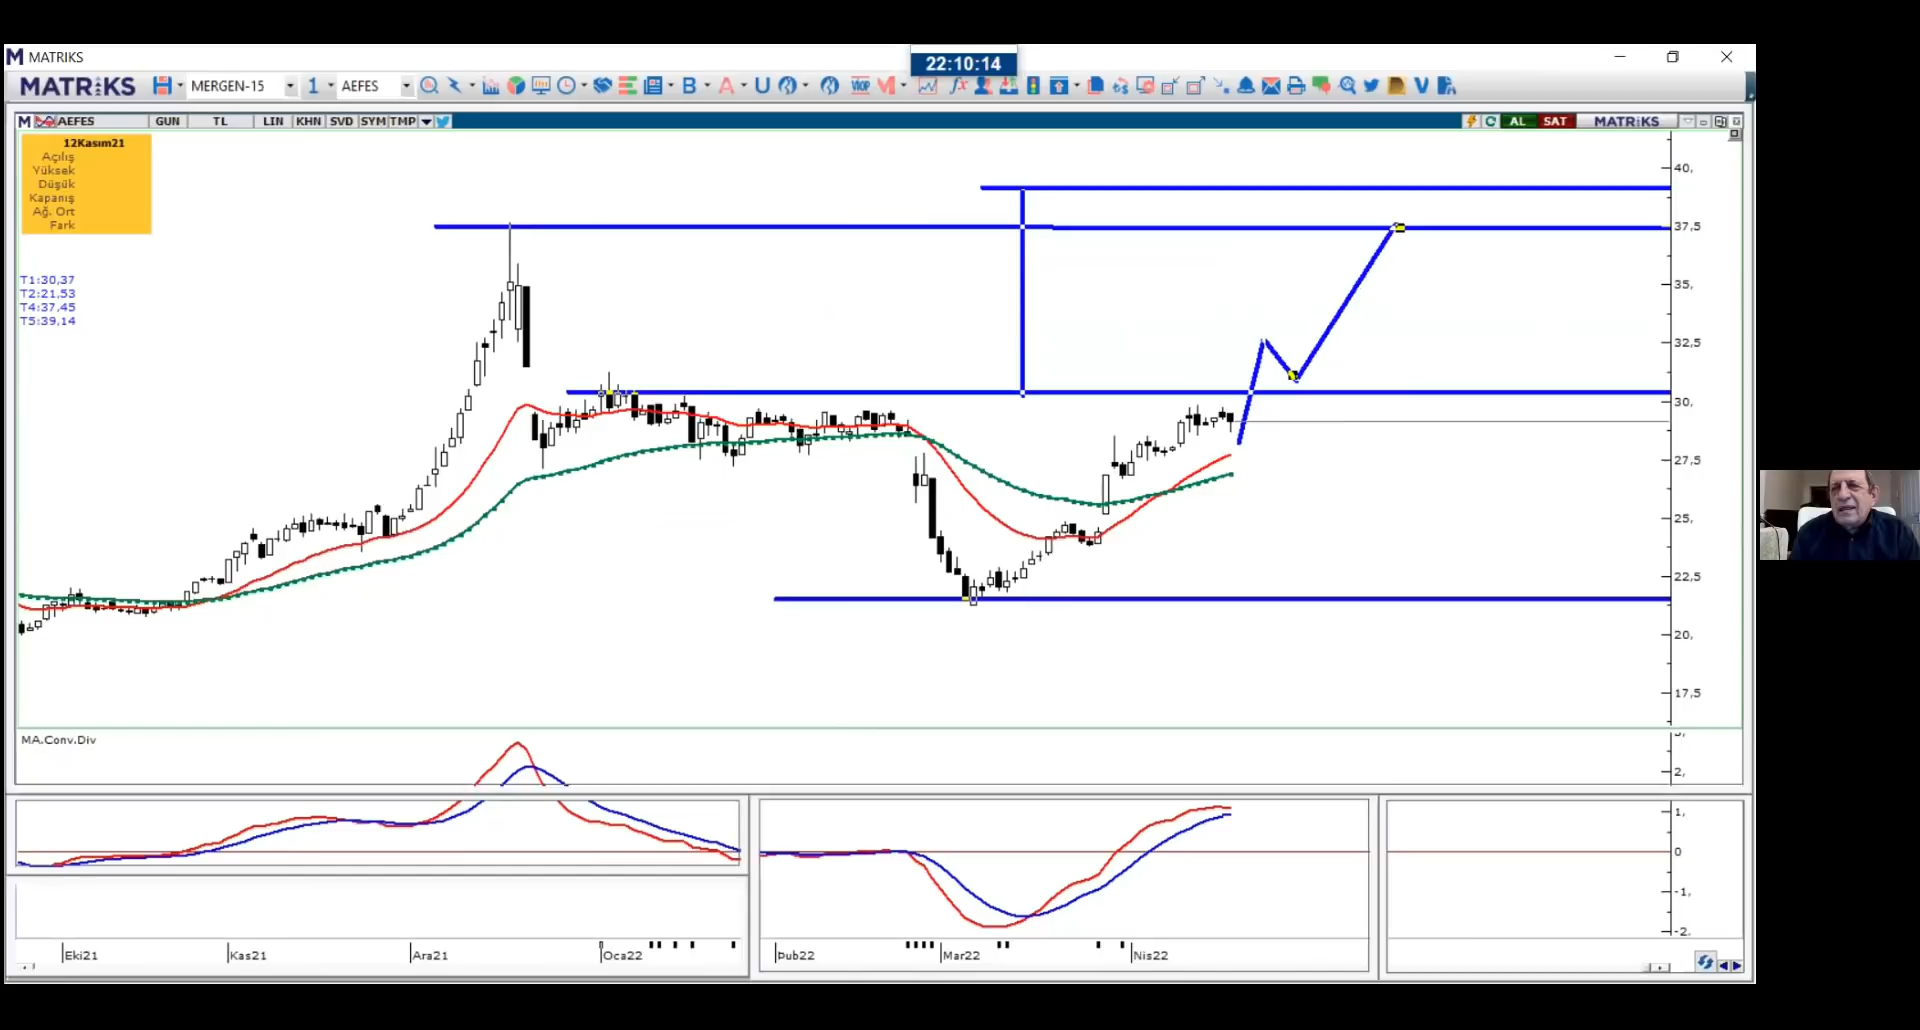 MATRIKS
22:10:14
MATRIKS MERGEN-15 1 AEFES B A U VIOP M fx V
M AEFES GUN TL LIN KHN SVD SYM TMP AL SAT MATRIKS
12Kasım21
Açılış
Yüksek
Düşük
Kapanış
Ağ. Ort
Fark
T1:30,37
T2:21,53
T4:37,45
T5:39,14
40,
37,5
35,
32,5
30,
27,5
25,
22,5
20,
17,5
MA.Conv.Div
2,
1,
0
-1,
-2,
Eki21 Kas21 Ara21 Oca22 Þub22 Mar22 Nis22